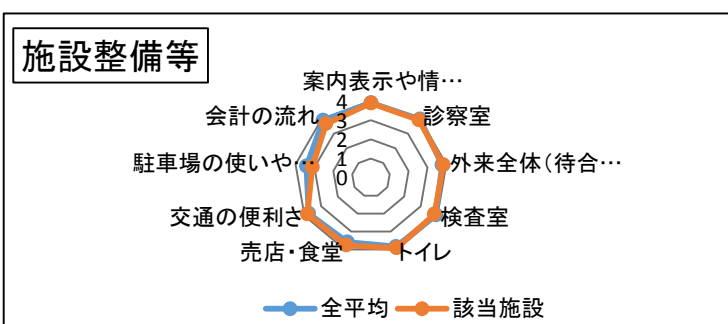 施設整備等
案内表示や情…
診察室
外来全体(待合…
検査室
トイレ
売店・食堂
交通の便利さ
駐車場の使いや…
会計の流れ
4
3
2
1
0
全平均
該当施設